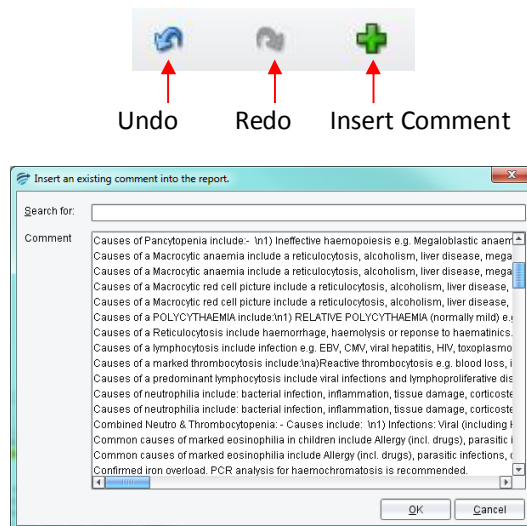 Undo Redo Insert Comment
Insert an existing comment into the report.
Search for:
Comment
Causes of Pancytopenia include:- \n1) Ineffective haemopoiesis e.g. Megaloblastic anaem
Causes of a Macrocytic anaemia include a reticulocytosis, alcoholism, liver disease, mega
Causes of a Macrocytic anaemia include a reticulocytosis, alcoholism, liver disease, mega
Causes of a Macrocytic red cell picture include a reticulocytosis, alcoholism, liver disease,
Causes of a Macrocytic red cell picture include a reticulocytosis, alcoholism, liver disease,
Causes of a POLYCYTHAEMIA include:\n1) RELATIVE POLYCYTHAEMIA (normally mild) e.g
Causes of a Reticulocytosis include haemorrhage, haemolysis or reponse to haematinics.
Causes of a lymphocytosis include infection e.g. EBV, CMV, viral hepatitis, HIV, toxoplasmo
Causes of a marked thrombocytosis include:\na)Reactive thrombocytosis e.g. blood loss, i
Causes of a predominant lymphocytosis include viral infections and lymphoproliferative dis
Causes of neutrophilia include: bacterial infection, inflammation, tissue damage, corticoste
Causes of neutrophilia include: bacterial infection, inflammation, tissue damage, corticoste
Combined Neutro & Thrombocytopenia: - Causes include: \n1) Infections: Viral (including H
Common causes of marked eosinophilia in children include Allergy (incl. drugs), parasitic i
Common causes of marked eosinophilia include Allergy (incl. drugs), parasitic infections, c
Confirmed iron overload. PCR analysis for haemochromatosis is recommended.
OK Cancel